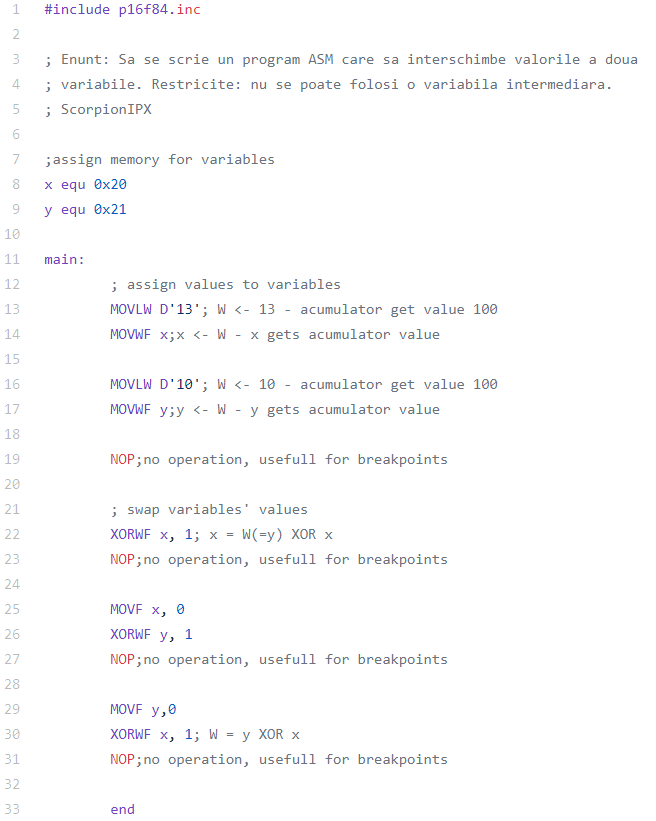 1 #include p16f84.inc
2
3 ; Enunt: Sa se scrie un program ASM care sa interschimbe valorile a doua
4 ; variabile. Restricite: nu se poate folosi o variabila intermediara.
5 ; ScorpionIPX
6
7 ;assign memory for variables
8 x equ 0x20
9 y equ 0x21
10
11 main:
12 ; assign values to variables
13 MOVLW D'13'; W <- 13 - acumulator get value 100
14 MOVWF x;x <- W - x gets acumulator value
15
16 MOVLW D'10'; W <- 10 - acumulator get value 100
17 MOVWF y;y <- W - y gets acumulator value
18
19 NOP;no operation, usefull for breakpoints
20
21 ; swap variables' values
22 XORWF x, 1; x = W(=y) XOR x
23 NOP;no operation, usefull for breakpoints
24
25 MOVF x, 0
26 XORWF y, 1
27 NOP;no operation, usefull for breakpoints
28
29 MOVF y,0
30 XORWF x, 1; W = y XOR x
31 NOP;no operation, usefull for breakpoints
32
33 end